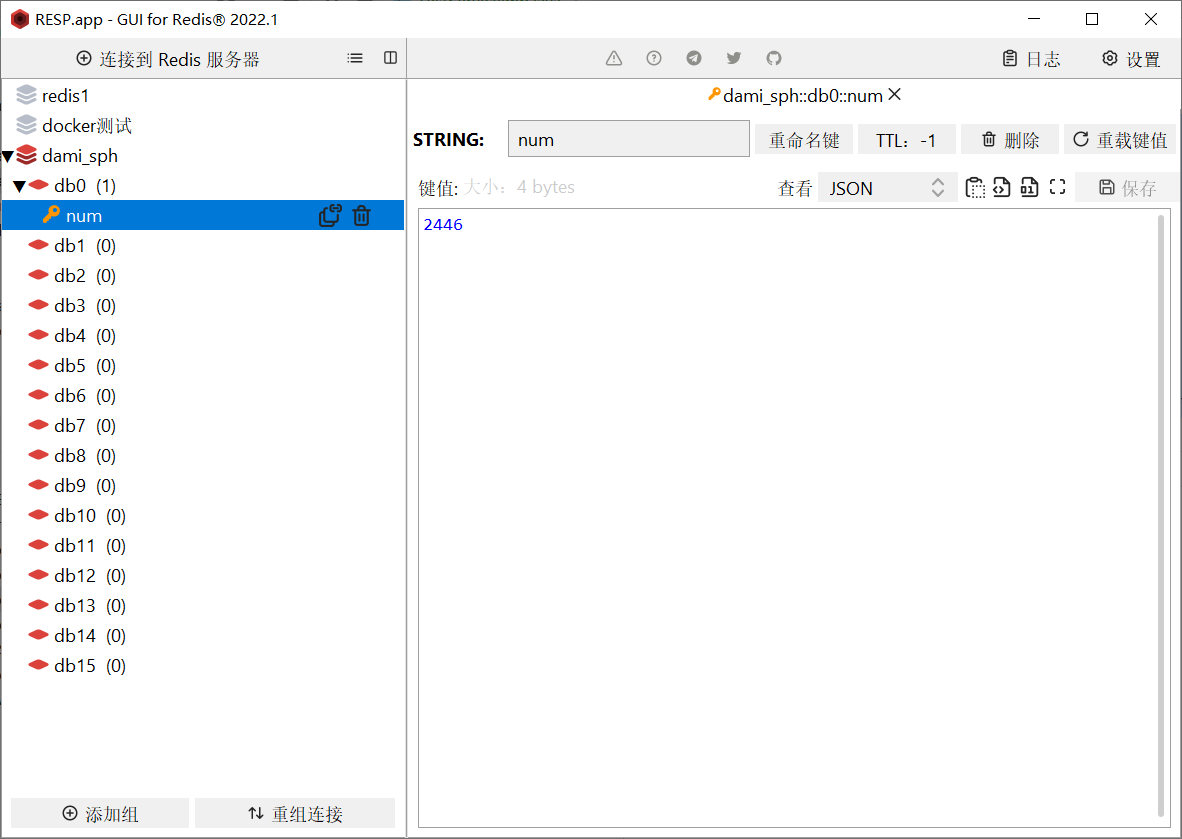 RESP.app - GUI for Redis® 2022.1
连接到 Redis 服务器
日志 设置
redis1
docker测试
dami_sph
db0 (1)
num
db1 (0)
db2 (0)
db3 (0)
db4 (0)
db5 (0)
db6 (0)
db7 (0)
db8 (0)
db9 (0)
db10 (0)
db11 (0)
db12 (0)
db13 (0)
db14 (0)
db15 (0)
添加组 重组连接
dami_sph::db0::num
STRING: num 重命名键 TTL: -1 删除 重载键值
键值: 大小: 4 bytes 查看 JSON 保存
2446